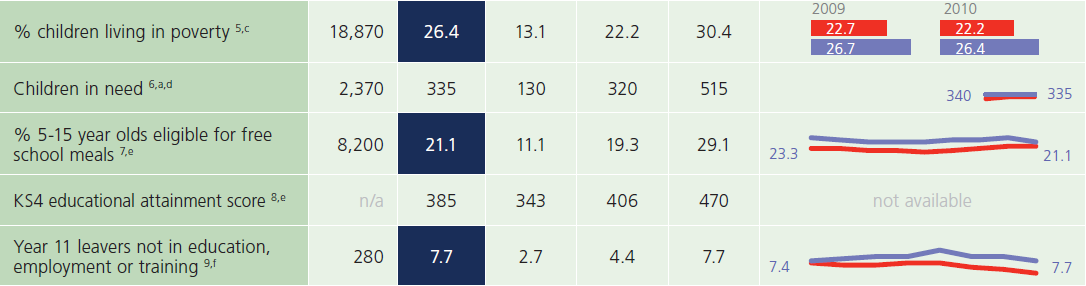 2009 2010
% children living in poverty 5,c 18,870 26.4 13.1 22.2 30.4 22.7 22.2
26.7 26.4
Children in need 6,a,d 2,370 335 130 320 515 340 335
% 5-15 year olds eligible for free
school meals 7,e 8,200 21.1 11.1 19.3 29.1 23.3 21.1
KS4 educational attainment score 8,e n/a 385 343 406 470 not available
Year 11 leavers not in education,
employment or training 9,f 280 7.7 2.7 4.4 7.7 7.4 7.7